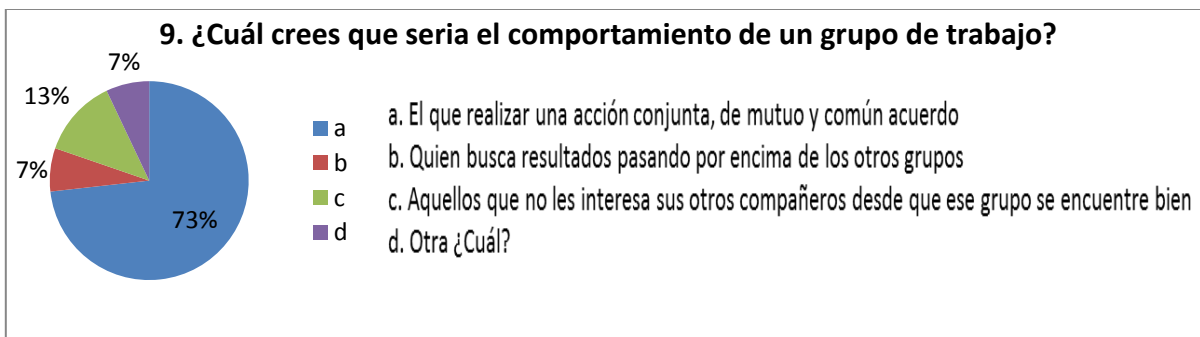 9. ¿Cuál crees que seria el comportamiento de un grupo de trabajo?
7%
13%
7%
73%
a
b
c
d
a. El que realizar una acción conjunta, de mutuo y común acuerdo
b. Quien busca resultados pasando por encima de los otros grupos
c. Aquellos que no les interesa sus otros compañeros desde que ese grupo se encuentre bien
d. Otra ¿Cuál?